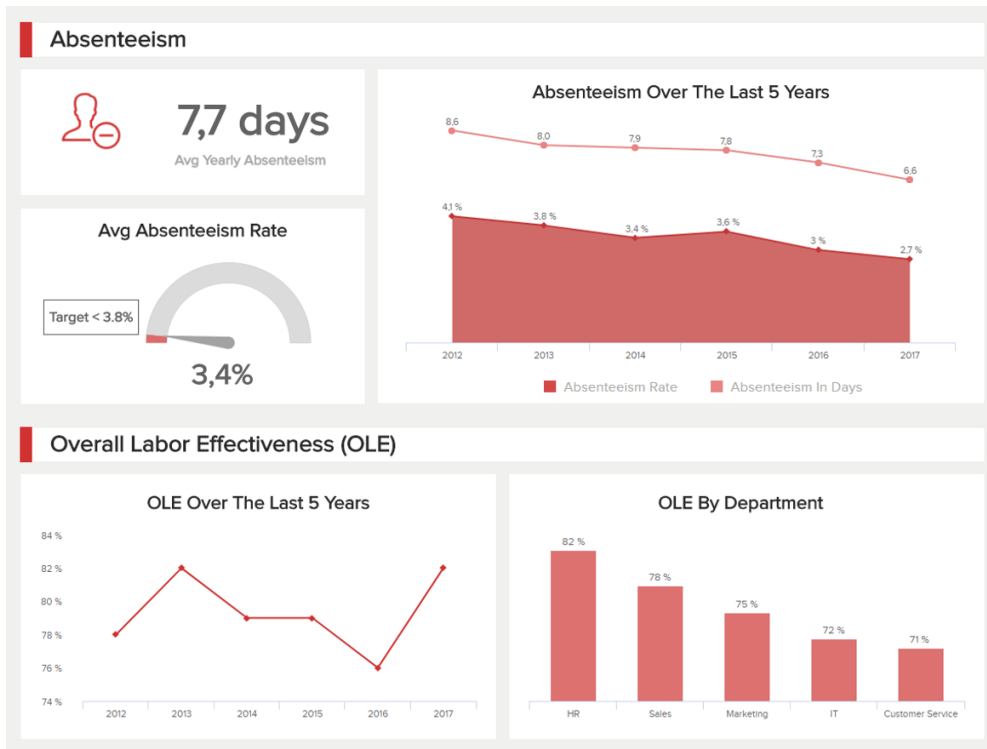 Absenteeism
7,7 days
Avg Yearly Absenteeism
Avg Absenteeism Rate
Target < 3.8%
3,4%
Absenteeism Over The Last 5 Years
8,6
8,0
7,9
7,8
7,3
6,6
4,1 %
3,8 %
3,4 %
3,6 %
3 %
2,7 %
2012 2013 2014 2015 2016 2017
Absenteeism Rate Absenteeism In Days
Overall Labor Effectiveness (OLE)
OLE Over The Last 5 Years
84 %
82 %
80 %
78 %
76 %
74 %
2012 2013 2014 2015 2016 2017
OLE By Department
82 %
78 %
75 %
72 %
71 %
HR Sales Marketing IT Customer Service